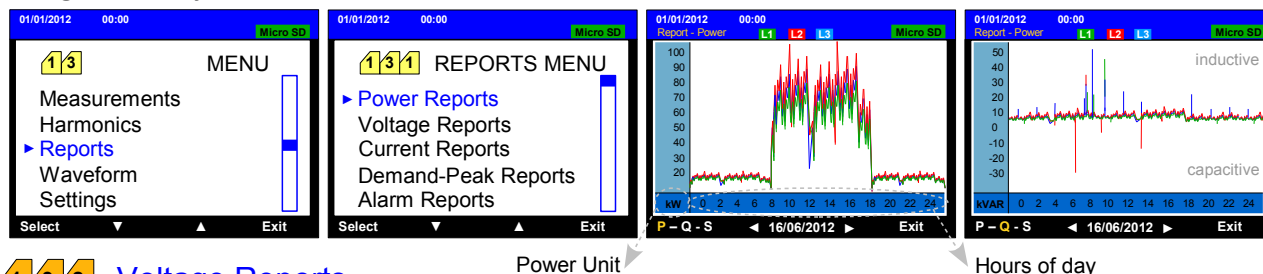 01/01/2012 00:00
Micro SD
1 3 MENU
Measurements
Harmonics
► Reports
Waveform
Settings
Select ▼ ▲ Exit
01/01/2012 00:00
Micro SD
1 3 1 REPORTS MENU
► Power Reports
Voltage Reports
Current Reports
Demand-Peak Reports
Alarm Reports
Select ▼ ▲ Exit
01/01/2012 00:00
Report - Power L1 L2 L3 Micro SD
100
90
80
70
60
50
40
30
20
kW 0 2 4 6 8 10 12 14 16 18 20 22 24
P – Q - S ◄ 16/06/2012 ► Exit
01/01/2012 00:00
Report - Power L1 L2 L3 Micro SD
50
40
30
20
10
0
-10
-20
-30
inductive
capacitive
kVAR 0 2 4 6 8 10 12 14 16 18 20 22 24
P – Q - S ◄ 16/06/2012 ► Exit
Power Unit
Hours of day
Voltage Reports